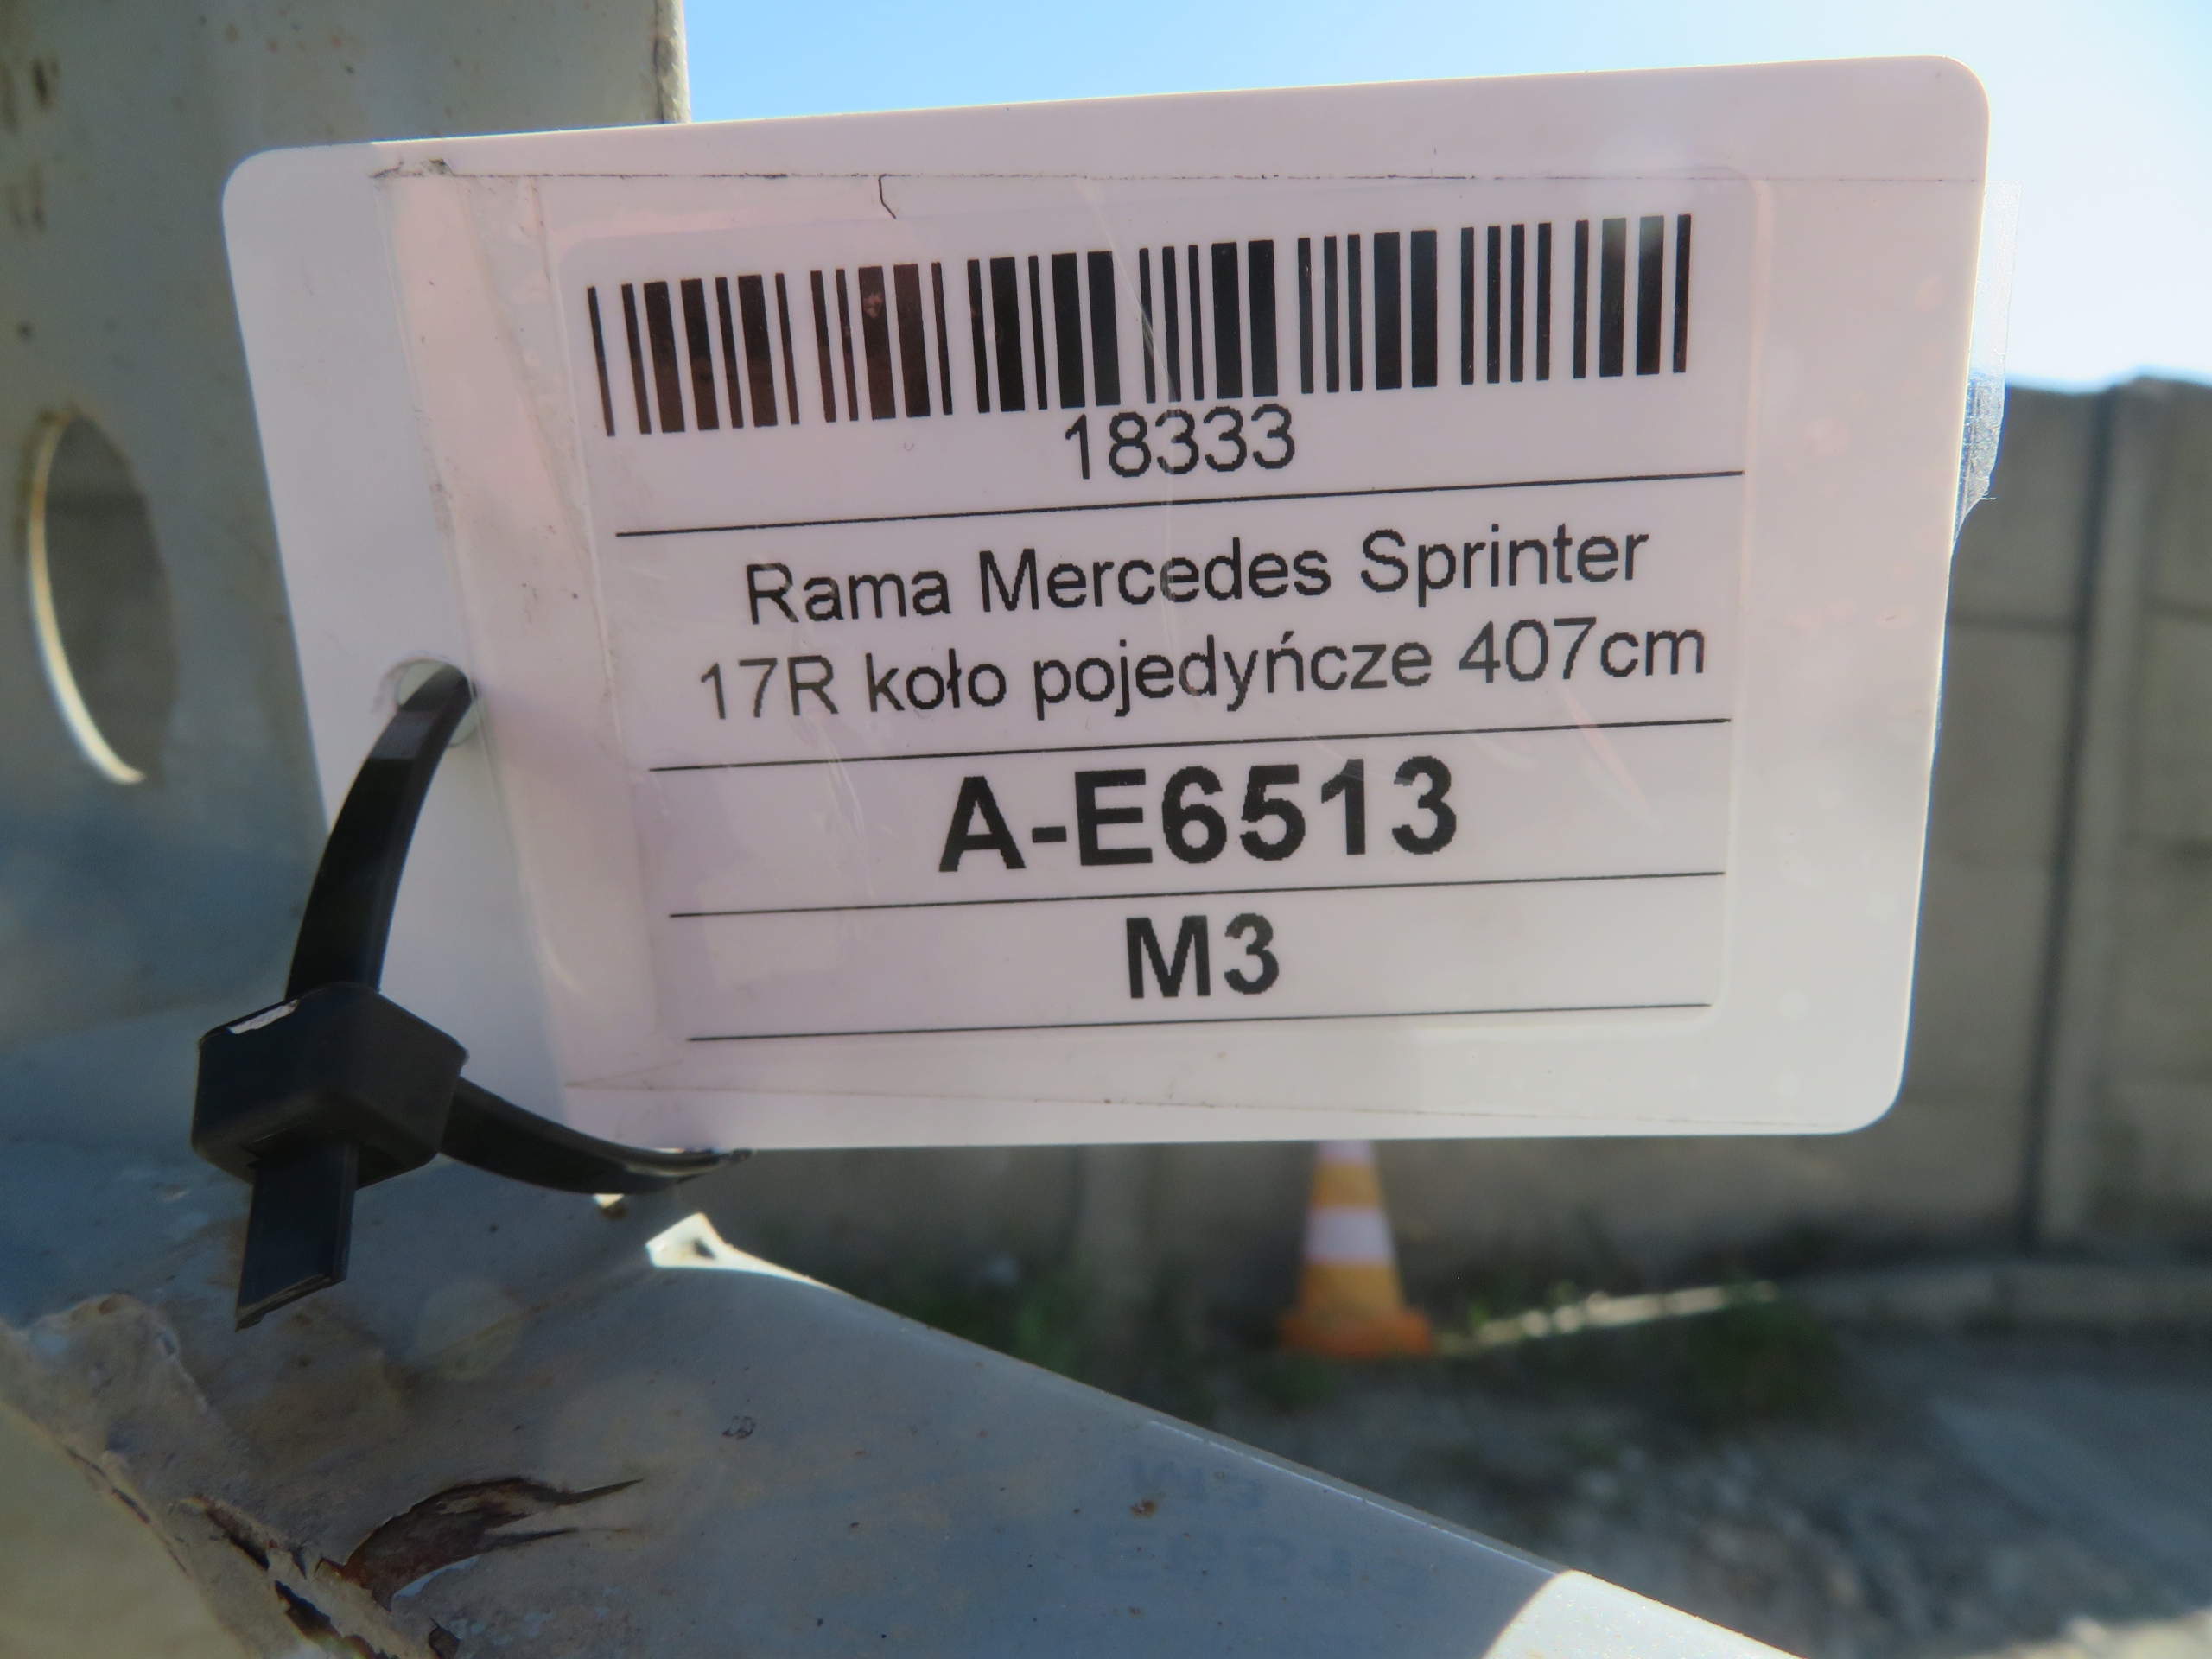 18333
Rama Mercedes Sprinter
17R koło pojedyńcze 407cm
A-E6513
M3